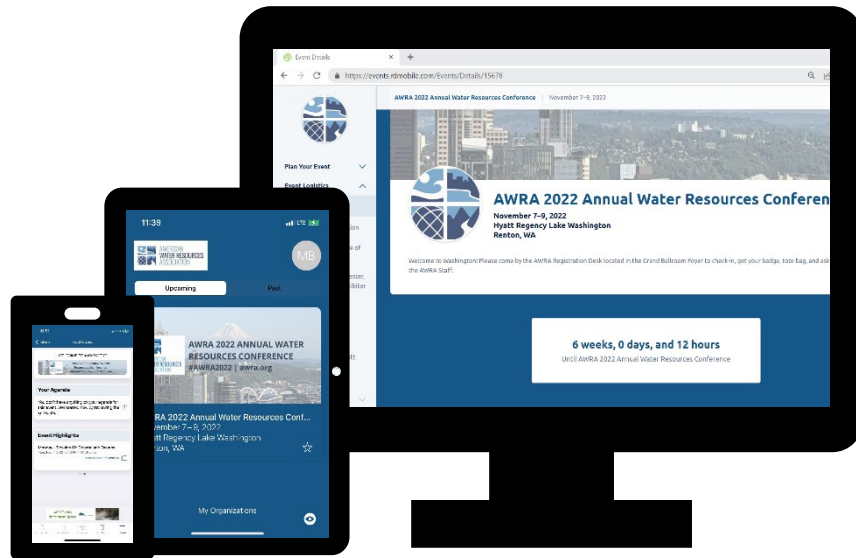 Event Details
https://events.rdmobile.com/Events/Details/15678
AWRA 2022 Annual Water Resources Conference | November 7-9, 2022
Plan Your Event
Event Logistics
AWRA 2022 Annual Water Resources Conferen
November 7-9, 2022
Hyatt Regency Lake Washington
Renton, WA
Welcome to Washington! Please come by the AWRA Registration Desk located in the Grand Ballroom Foyer to check-in, get your badge, tote bag, and ask
the AWRA Staff.
6 weeks, 0 days, and 12 hours
Until AWRA 2022 Annual Water Resources Conference
11:39
LTE
AMERICAN
WATER RESOURCES
ASSOCIATION
MB
Upcoming
Past
AWRA 2022 ANNUAL WATER
RESOURCES CONFERENCE
#AWRA2022 | awra.org
RA 2022 Annual Water Resources Conf...
vember 7-9, 2022
att Regency Lake Washington
ton, WA
My Organizations
Your Agenda
Event Highlights